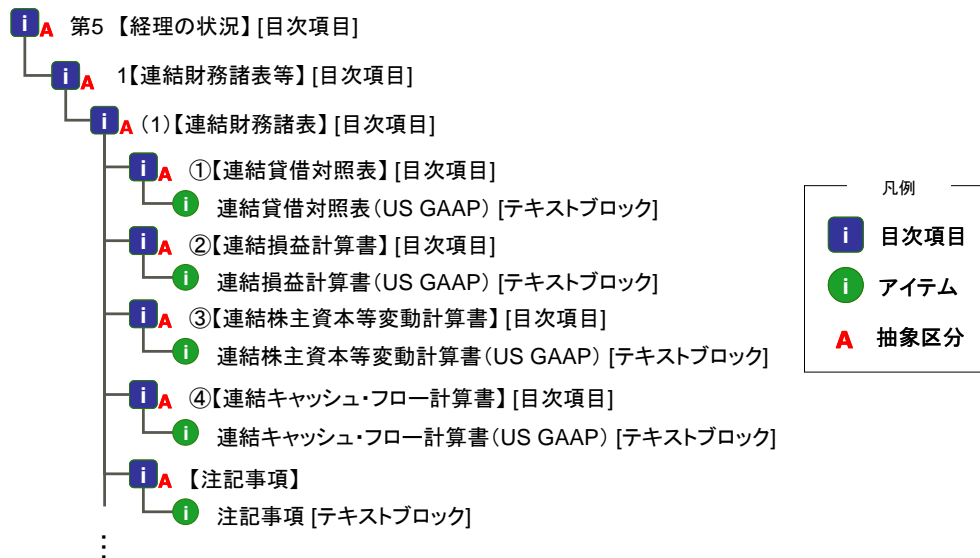 i A 第5 【経理の状況】 [目次項目]
i A 1【連結財務諸表等】 [目次項目]
i A (1)【連結財務諸表】 [目次項目]
i A ①【連結貸借対照表】 [目次項目]
i 連結貸借対照表(US GAAP) [テキストブロック]
i A ②【連結損益計算書】 [目次項目]
i 連結損益計算書(US GAAP) [テキストブロック]
i A ③【連結株主資本等変動計算書】 [目次項目]
i 連結株主資本等変動計算書(US GAAP) [テキストブロック]
i A ④【連結キャッシュ・フロー計算書】 [目次項目]
i 連結キャッシュ・フロー計算書(US GAAP) [テキストブロック]
i A 【注記事項】
i 注記事項 [テキストブロック]
⋮
凡例
i 目次項目
i アイテム
A 抽象区分